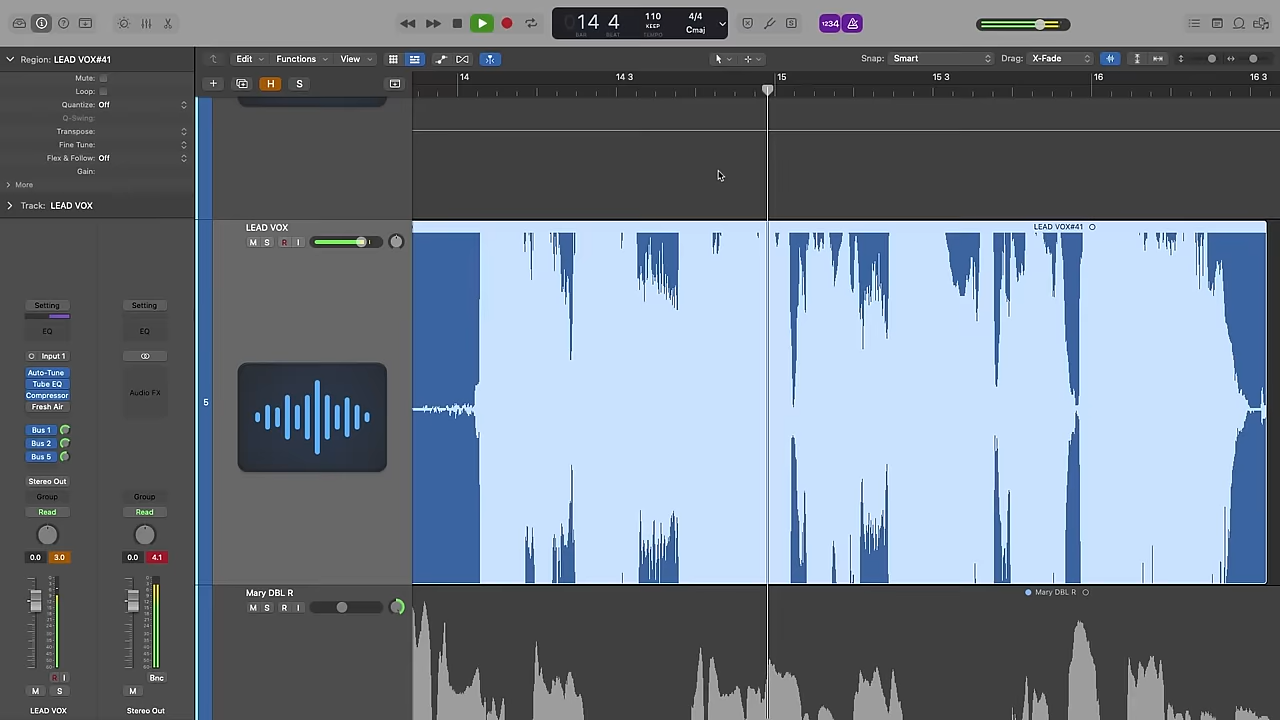 14 4
BAR BEAT
110
KEEP
TEMPO
4/4
Cmaj
1234
Region: LEAD VOX#41
Mute:
Loop:
Quantize: Off
Q-Swing:
Transpose:
Fine Tune:
Flex & Follow: Off
Gain:
More
Track: LEAD VOX
Edit Functions View
Snap: Smart
Drag: X-Fade
H S
14 14 3 15 15 3 16 16 3
LEAD VOX
M S R I
LEAD VOX#41
5
Mary DBL R
M S R I
Mary DBL R
Setting Setting
EQ EQ
Input 1
Auto-Tune
Tube EQ
Compressor
Fresh Air
Audio FX
Bus 1
Bus 2
Bus 5
Stereo Out
Group Group
Read Read
0.0 3.0 0.0 4.1
R I Bnc
M S M
LEAD VOX Stereo Out